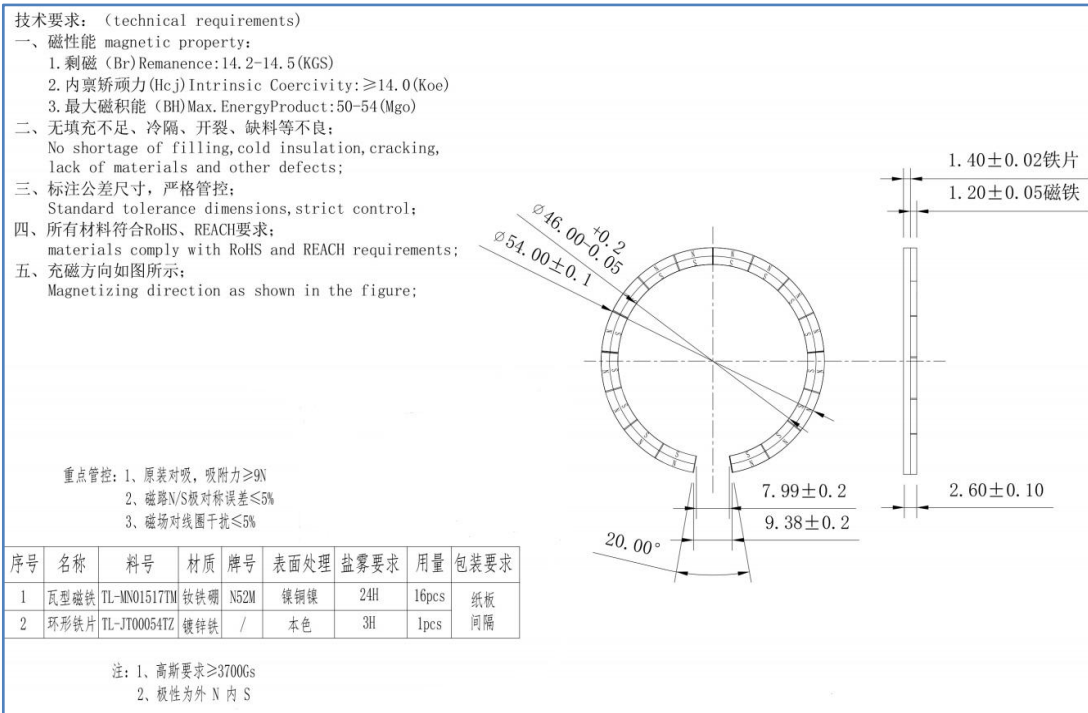 技术要求: (technical requirements)
一、磁性能 magnetic property:
1.剩磁 (Br)Remanence:14.2-14.5(KGS)
2.内禀矫顽力(Hcj)Intrinsic Coercivity:≥14.0(Koe)
3.最大磁积能 (BH)Max.EnergyProduct:50-54(Mgo)
二、无填充不足、冷隔、开裂、缺料等不良;
No shortage of filling,cold insulation,cracking,
lack of materials and other defects;
三、标注公差尺寸, 严格管控;
Standard tolerance dimensions,strict control;
四、所有材料符合RoHS、REACH要求;
materials comply with RoHS and REACH requirements;
五、充磁方向如图所示;
Magnetizing direction as shown in the figure;
1.40±0.02铁片
1.20±0.05磁铁
⌀46.00+0.2-0.05
⌀54.00±0.1
7.99±0.2
9.38±0.2
20.00°
2.60±0.10
重点管控: 1、原装对吸, 吸附力≥9N
2、磁路N/S极对称误差≤5%
3、磁场对线圈干扰≤5%
序号 名称 料号 材质 牌号 表面处理 盐雾要求 用量 包装要求
1 瓦型磁铁 TL-MN01517TM 钕铁硼 N52M 镍铜镍 24H 16pcs 纸板间隔
2 环形铁片 TL-JT00054TZ 镀锌铁 / 本色 3H 1pcs
注: 1、高斯要求≥3700Gs
2、极性为外 N 内 S